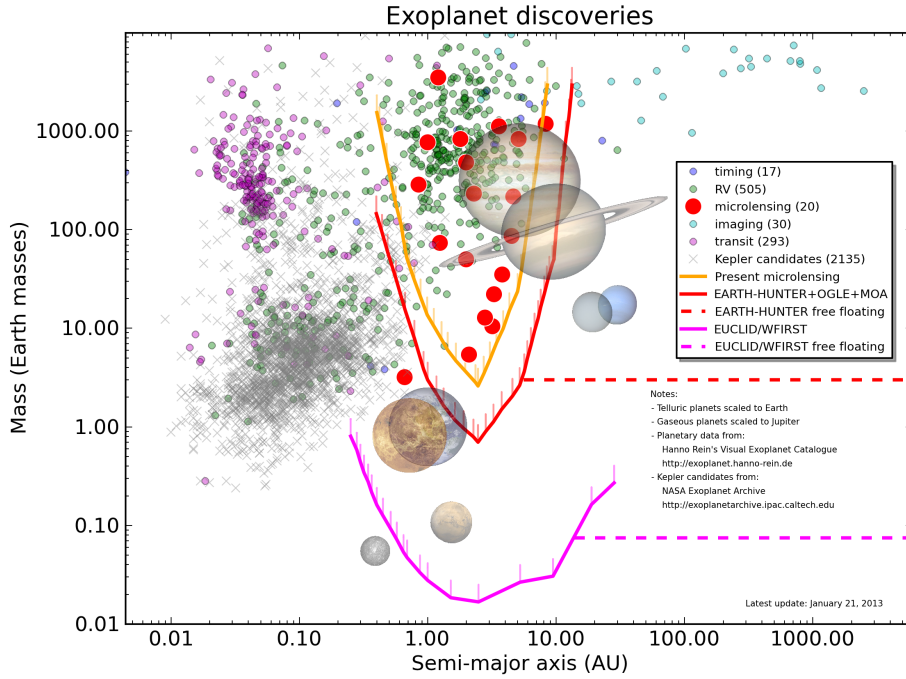 Exoplanet discoveries
Mass (Earth masses)
1000.00
100.00
10.00
1.00
0.10
0.01
timing (17)
RV (505)
microlensing (20)
imaging (30)
transit (293)
Kepler candidates (2135)
Present microlensing
EARTH-HUNTER+OGLE+MOA
EARTH-HUNTER free floating
EUCLID/WFIRST
EUCLID/WFIRST free floating
Notes:
- Telluric planets scaled to Earth
- Gaseous planets scaled to Jupiter
- Planetary data from:
Hanno Rein's Visual Exoplanet Catalogue
http://exoplanet.hanno-rein.de
- Kepler candidates from:
NASA Exoplanet Archive
http://exoplanetarchive.ipac.caltech.edu
Latest update: January 21, 2013
0.01 0.10 1.00 10.00 100.00 1000.00
Semi-major axis (AU)